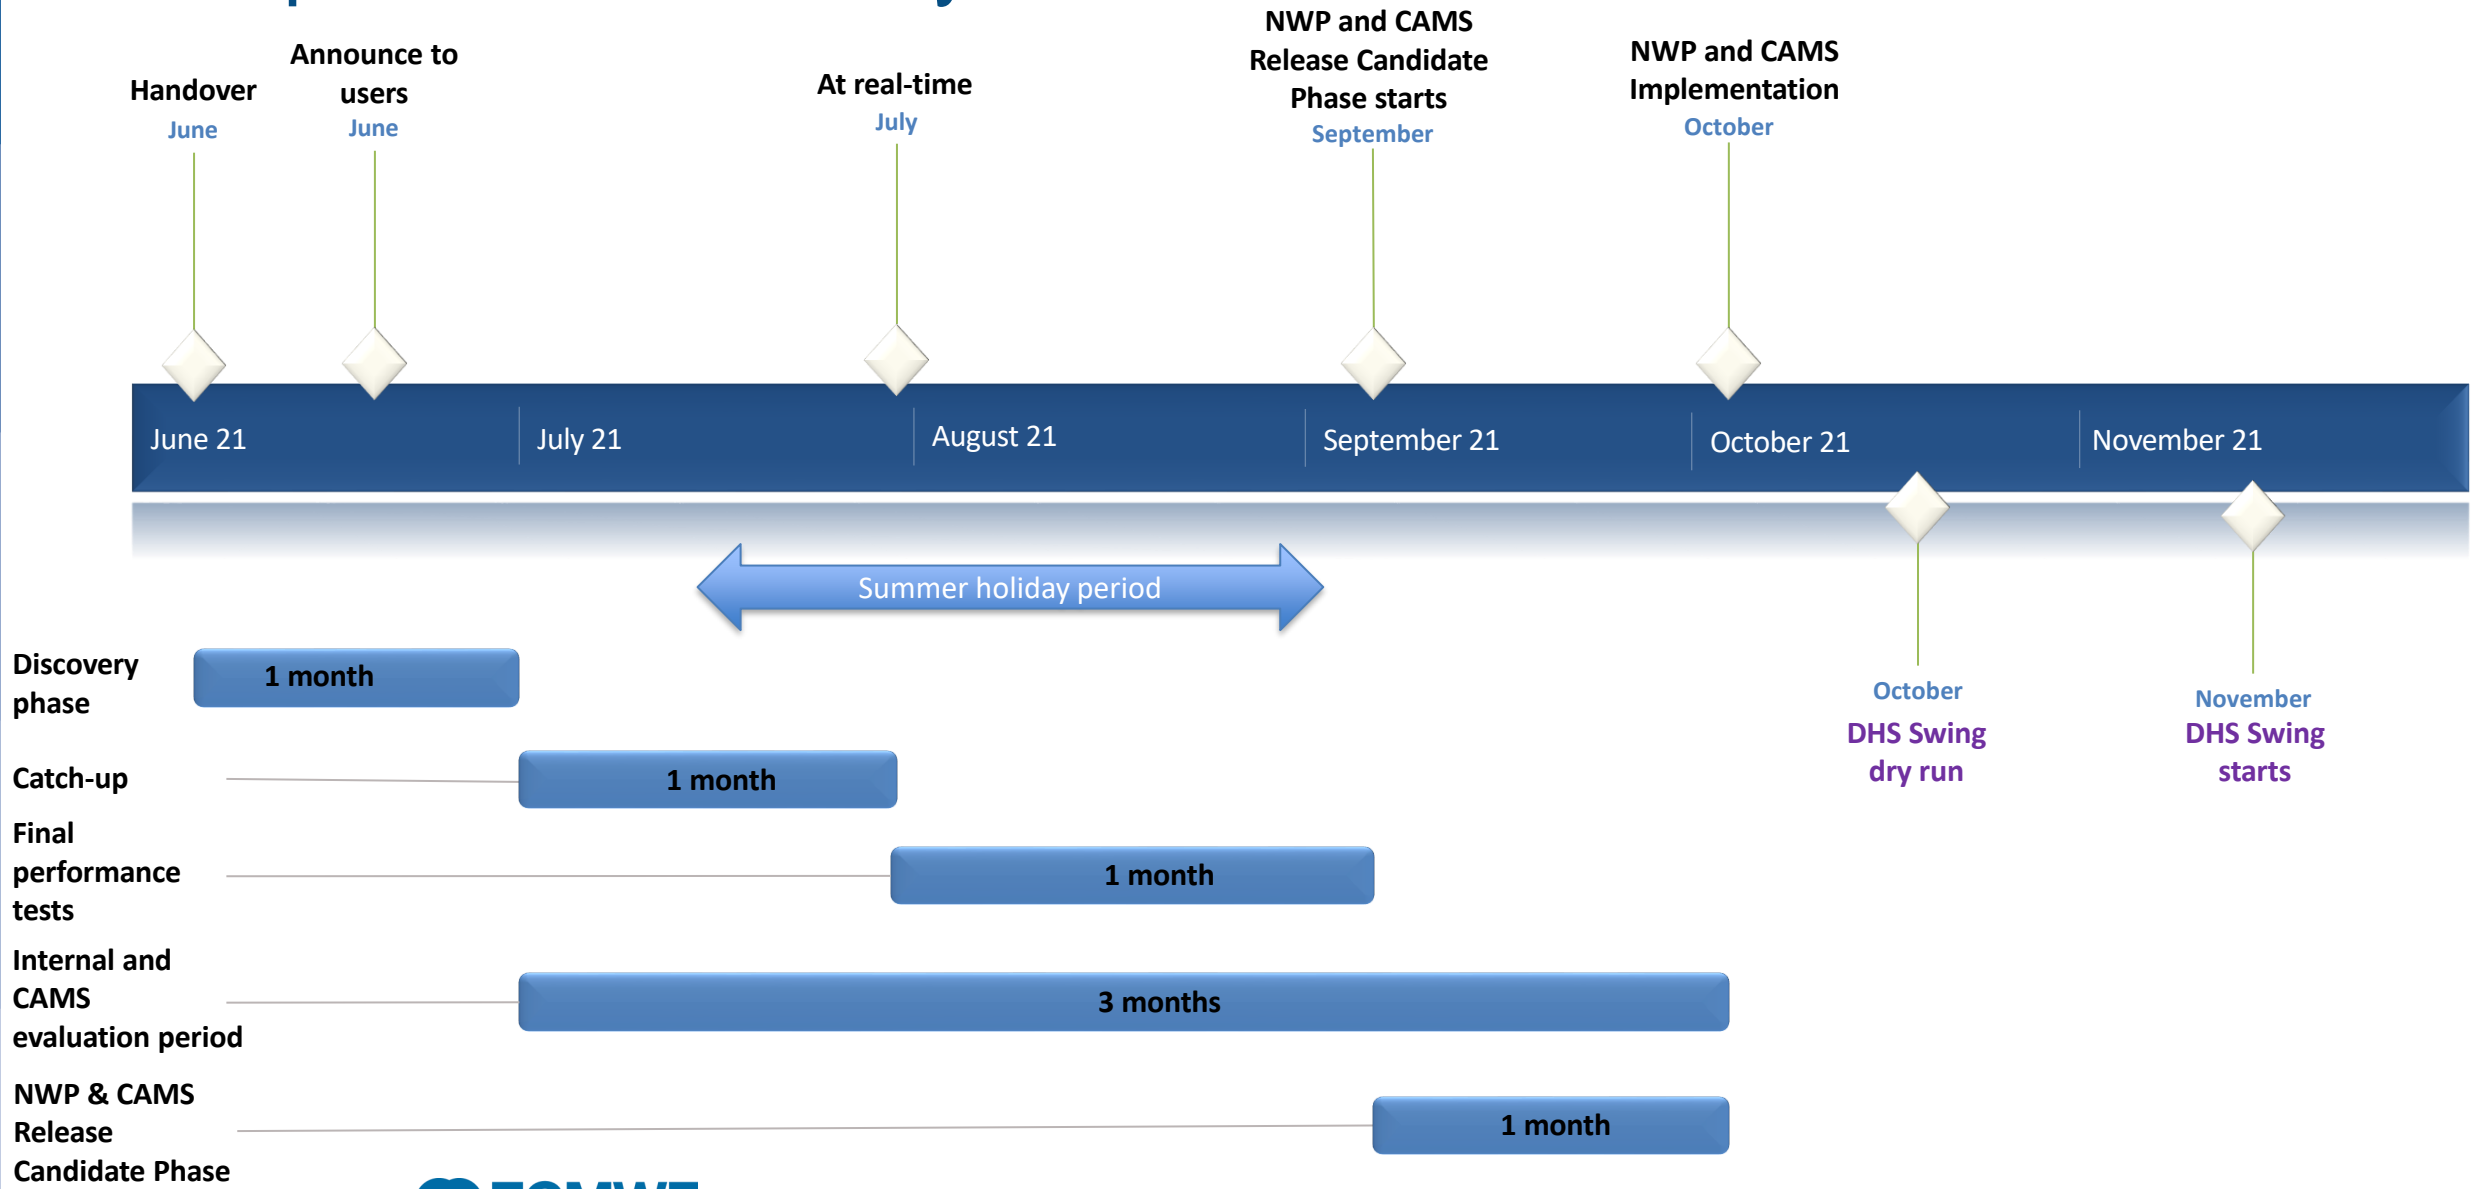 Handover
June
Announce to
users
June
At real-time
July
NWP and CAMS
Release Candidate
Phase starts
September
NWP and CAMS
Implementation
October
June 21
July 21
August 21
September 21
October 21
November 21
Summer holiday period
October
DHS Swing
dry run
November
DHS Swing
starts
Discovery
phase
1 month
Catch-up
1 month
Final
performance
tests
1 month
Internal and
CAMS
evaluation period
3 months
NWP & CAMS
Release
Candidate Phase
1 month